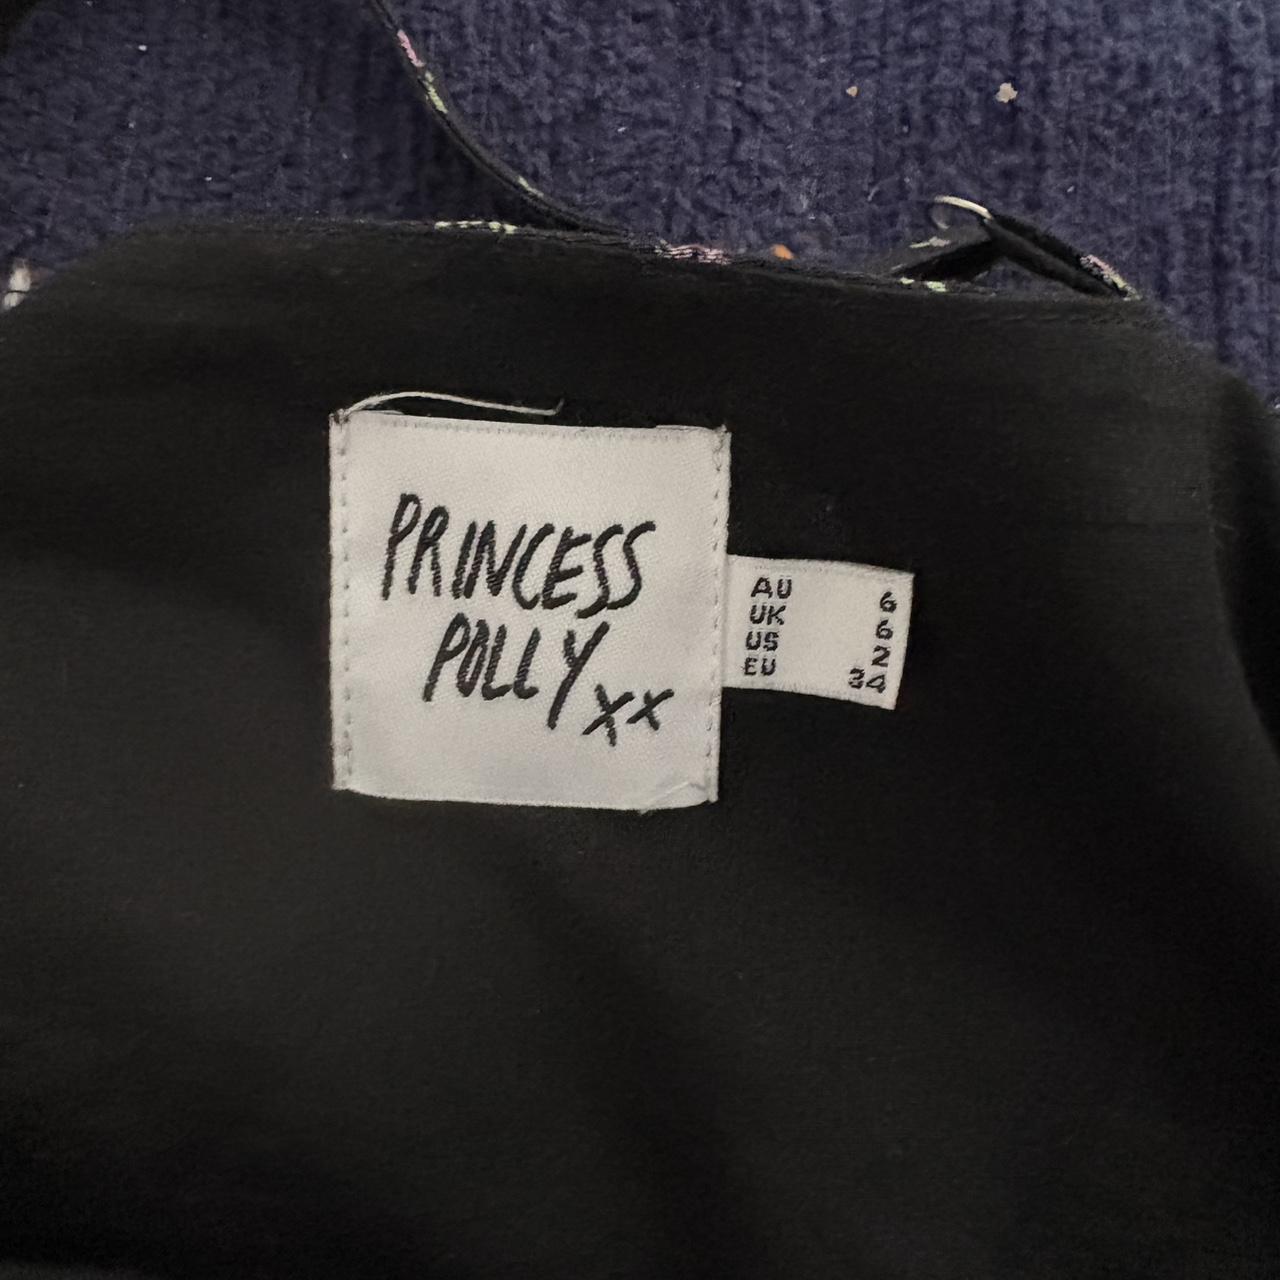 PRINCESS
POLLY xx
AU 6
UK 6
US 2
EU 34